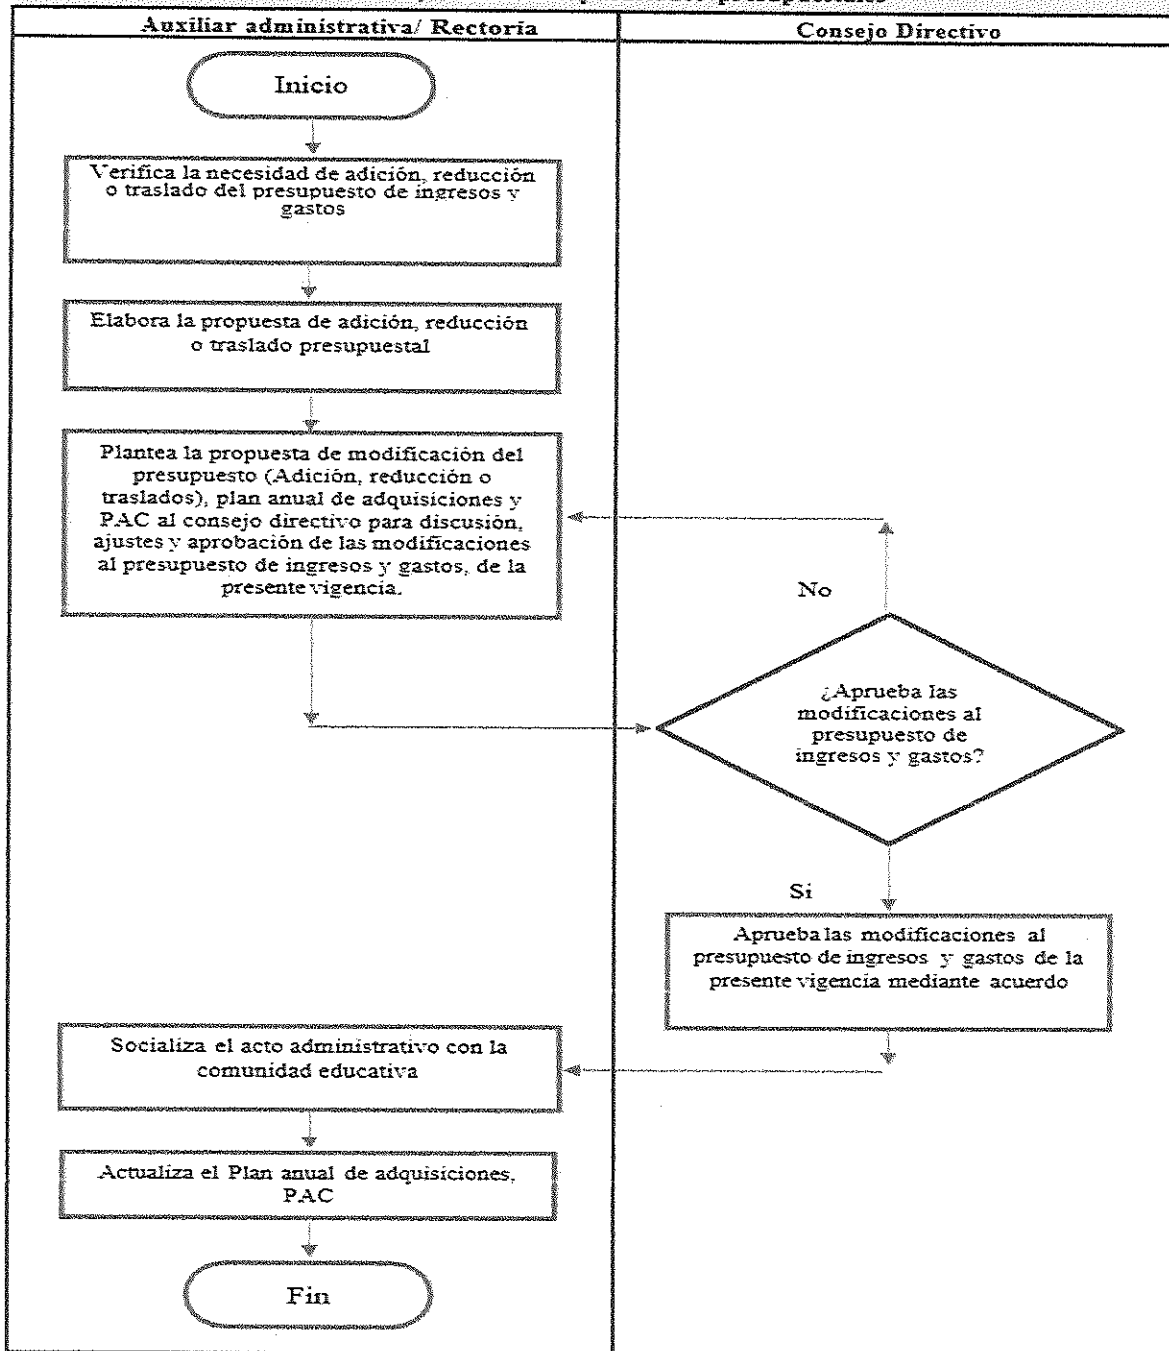 presupuestales
Auxiliar administrativa/ Rectoría
Consejo Directivo
Inicio
Verifica la necesidad de adición, reducción
o traslado del presupuesto de ingresos y
gastos
Elabora la propuesta de adición, reducción
o traslado presupuestal
Plantea la propuesta de modificación del
presupuesto (Adición, reducción o
traslados), plan anual de adquisiciones y
PAC al consejo directivo para discusión,
ajustes y aprobación de las modificaciones
al presupuesto de ingresos y gastos, de la
presente vigencia.
No
¿Aprueba las
modificaciones al
presupuesto de
ingresos y gastos?
Si
Aprueba las modificaciones al
presupuesto de ingresos y gastos de la
presente vigencia mediante acuerdo
Socializa el acto administrativo con la
comunidad educativa
Actualiza el Plan anual de adquisiciones,
PAC
Fin